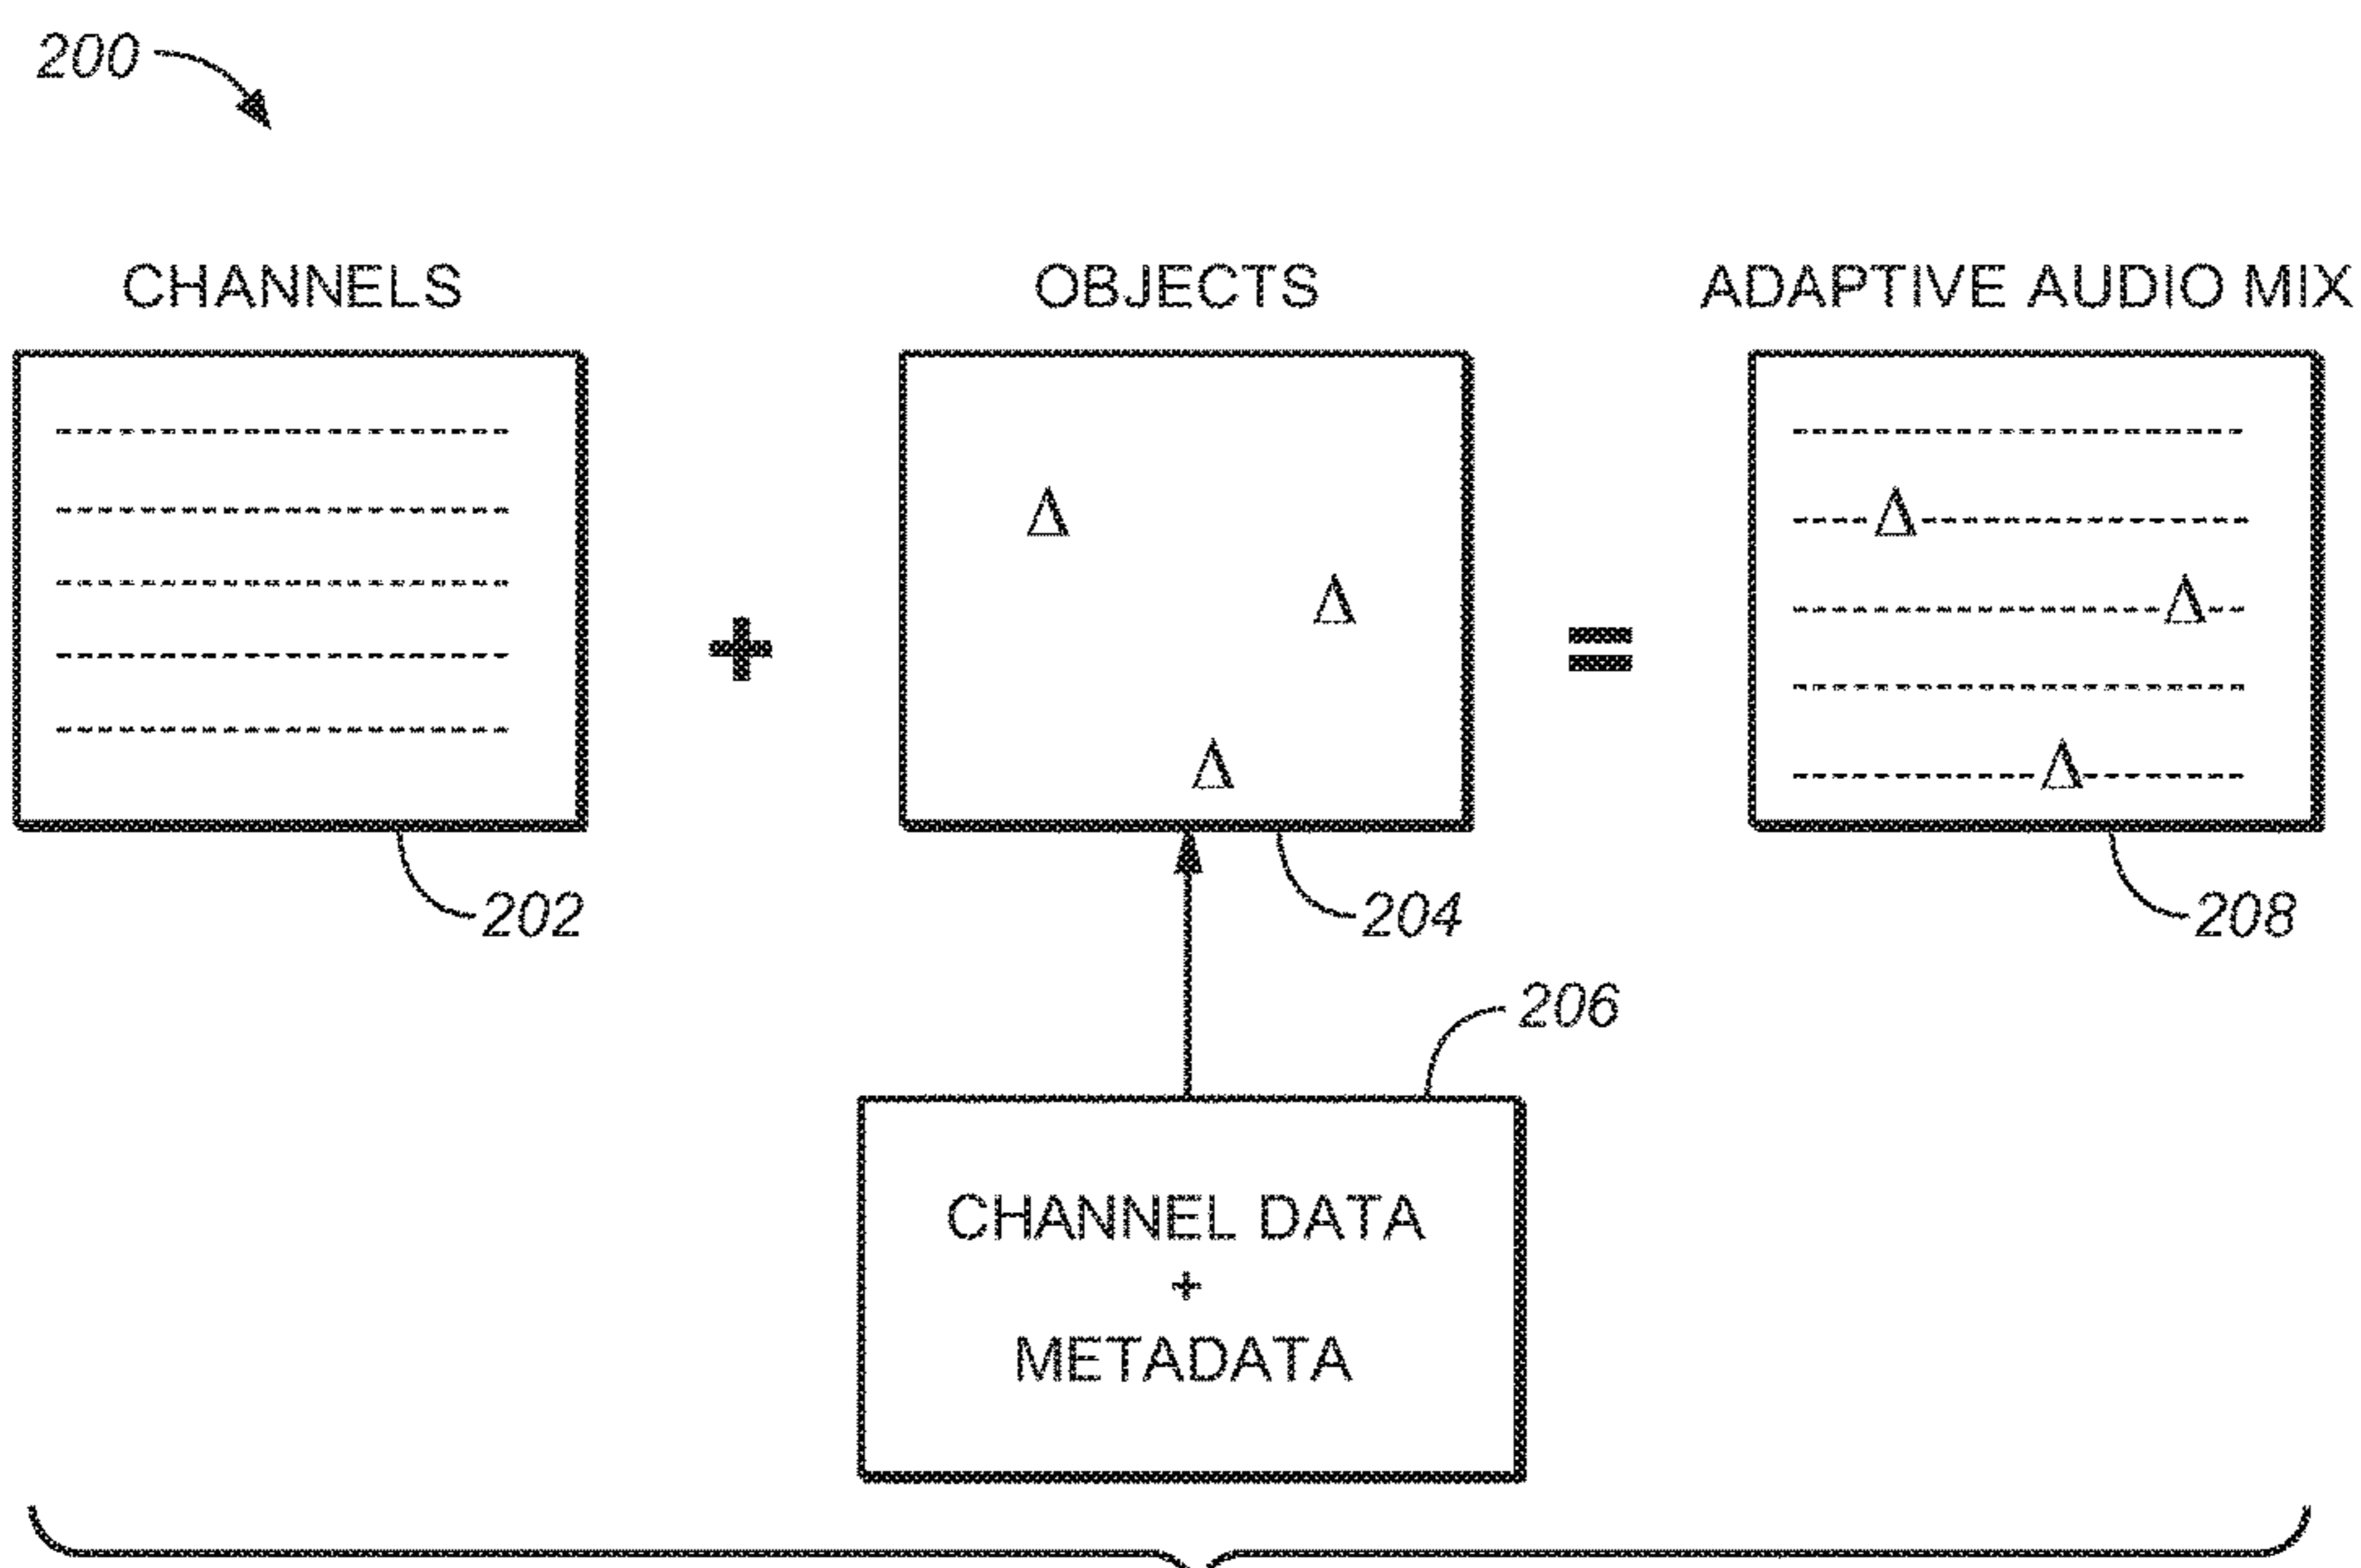 200
CHANNELS
OBJECTS
ADAPTIVE AUDIO MIX
+
=
202
204
208
206
CHANNEL DATA
+
METADATA